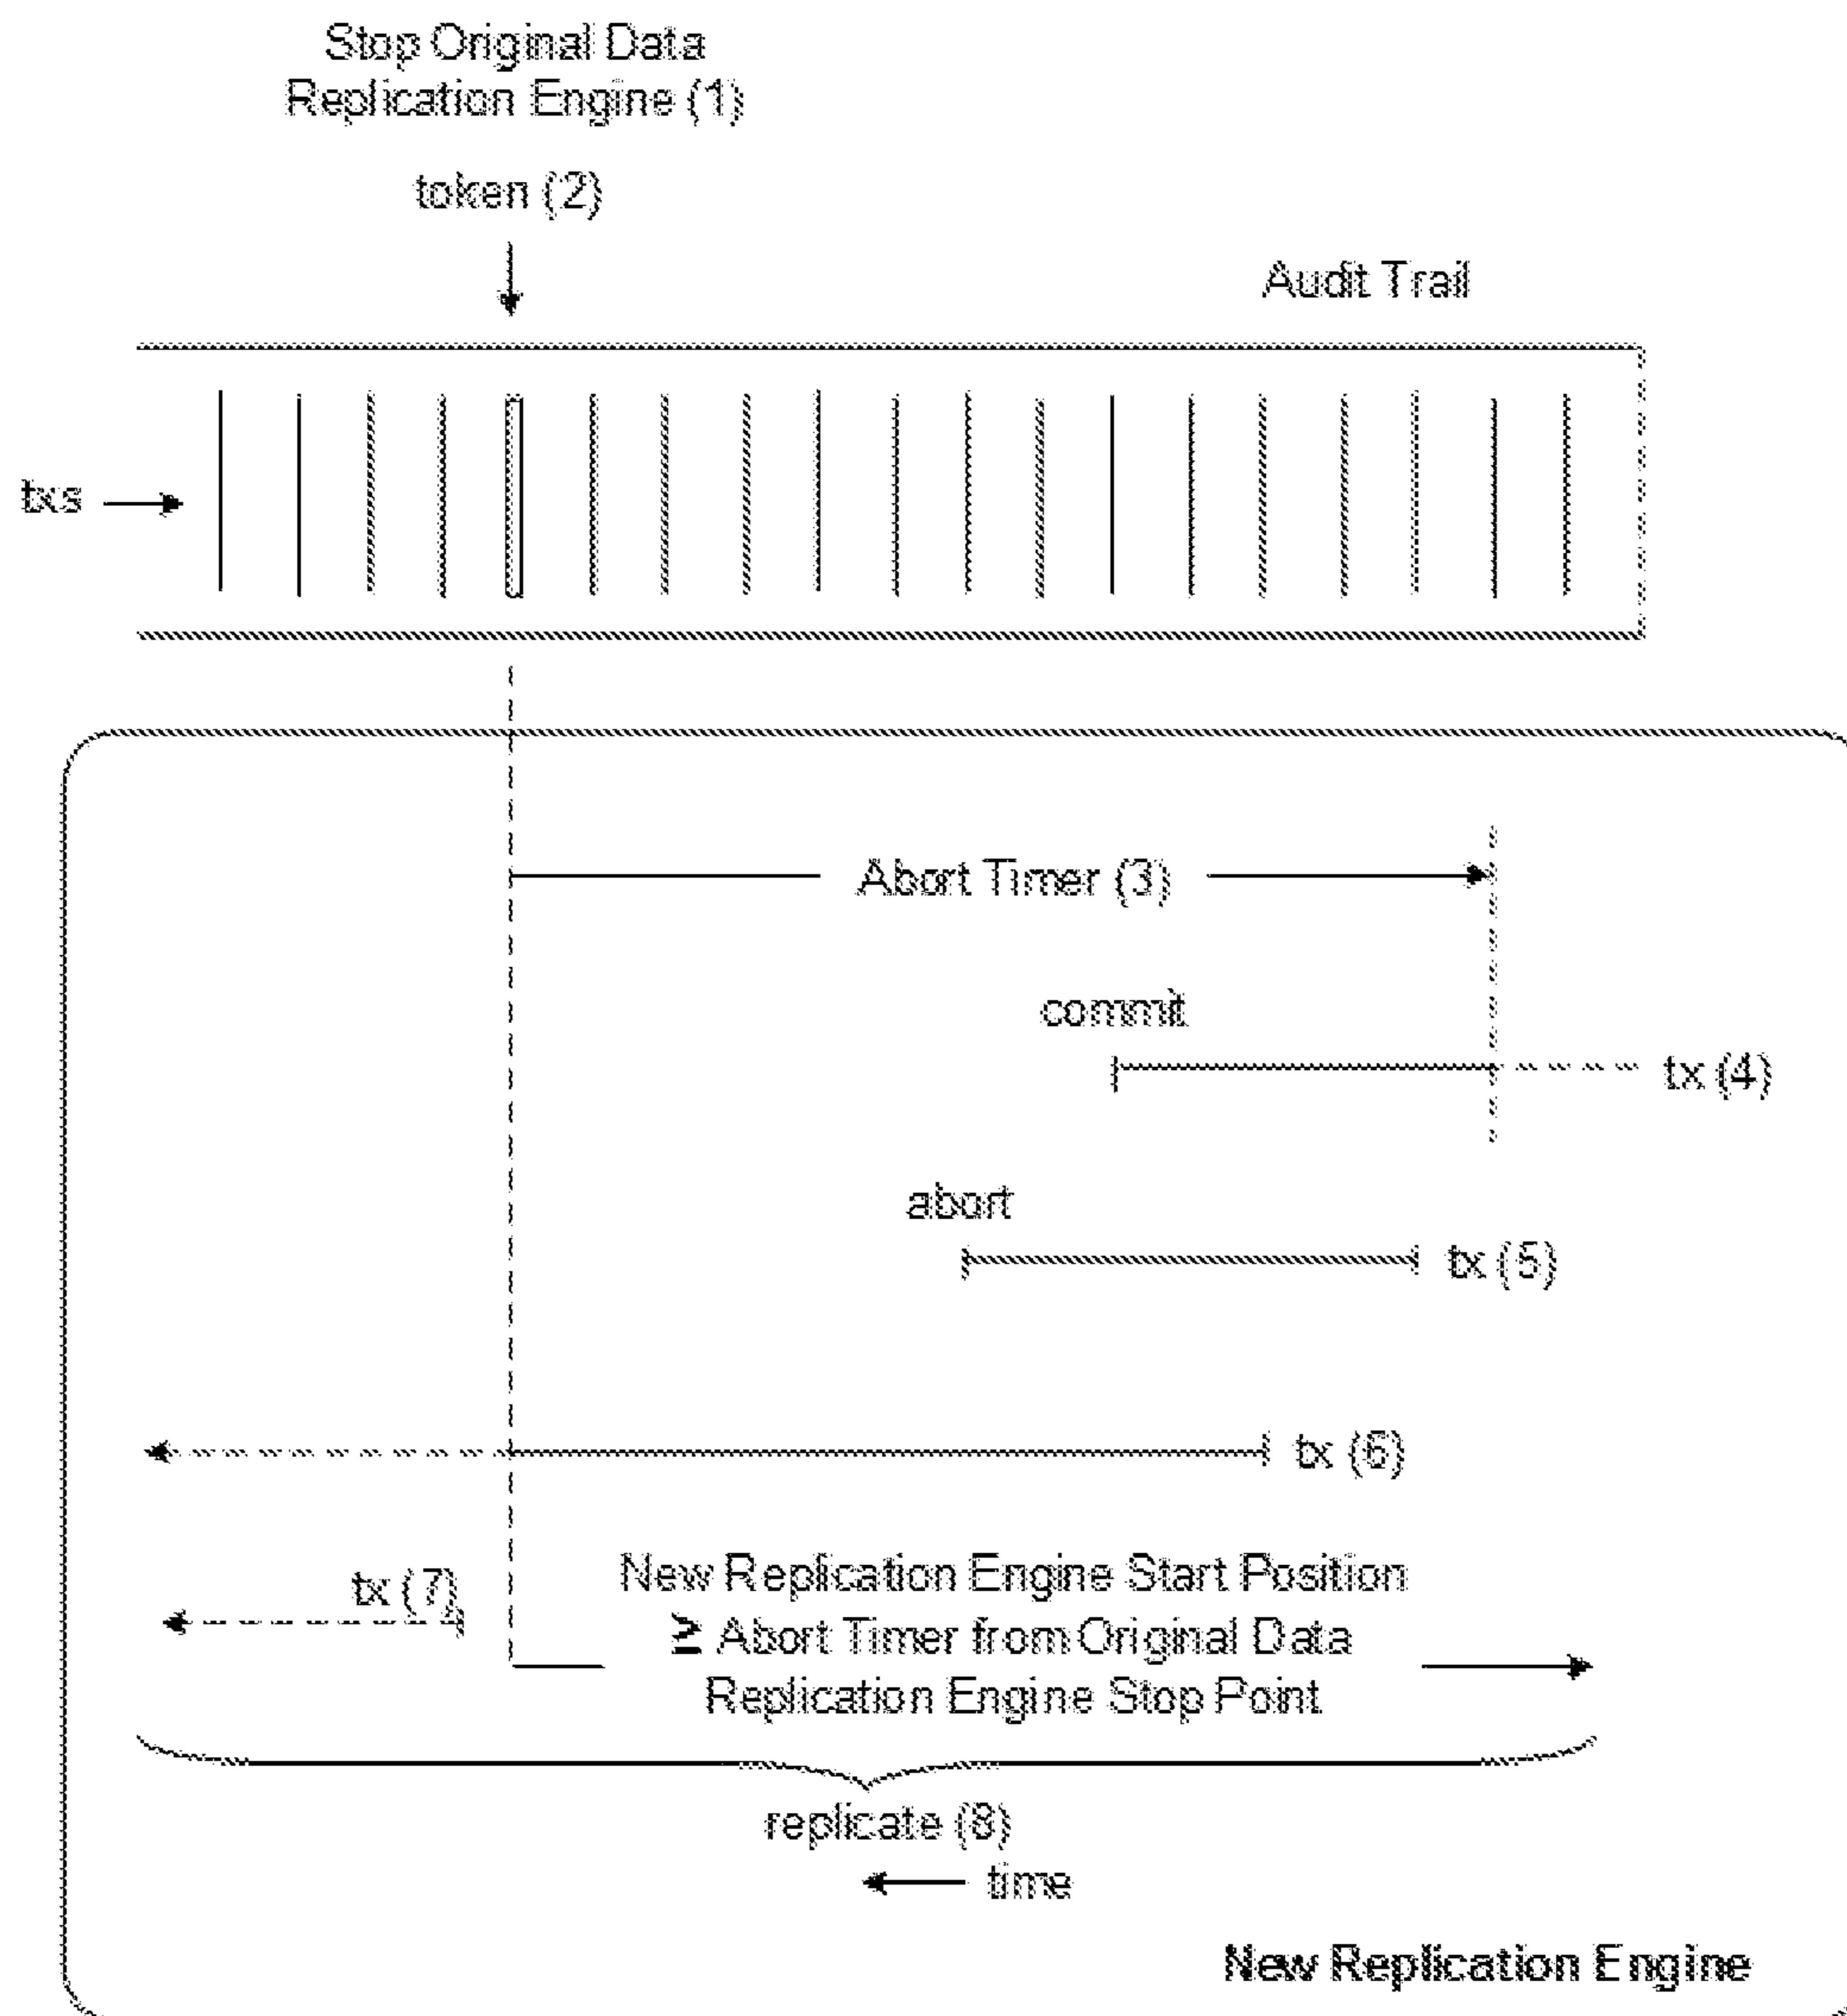 Stop Original Data
Replication Engine (1)
token (2)
Audit Trail
txs
Abort Timer (3)
commit
tx (4)
abort
tx (5)
tx (6)
tx (7)
New Replication Engine Start Position
≥ Abort Timer from Original Data
Replication Engine Stop Point
replicate (8)
time
New Replication Engine